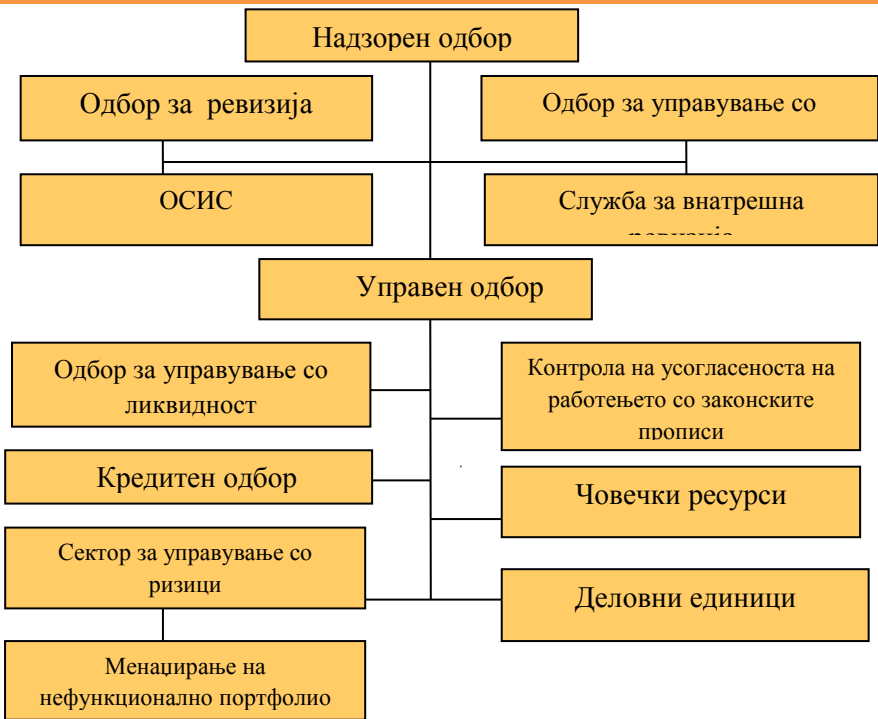 Надзорен одбор
Одбор за ревизија
Одбор за управување со
ОСИС
Служба за внатрешна
Управен одбор
Одбор за управување со
ликвидност
Контрола на усогласеноста на
работењето со законските
прописи
Кредитен одбор
Човечки ресурси
Сектор за управување со
ризици
Деловни единици
Менаџирање на
нефункционално портфолио